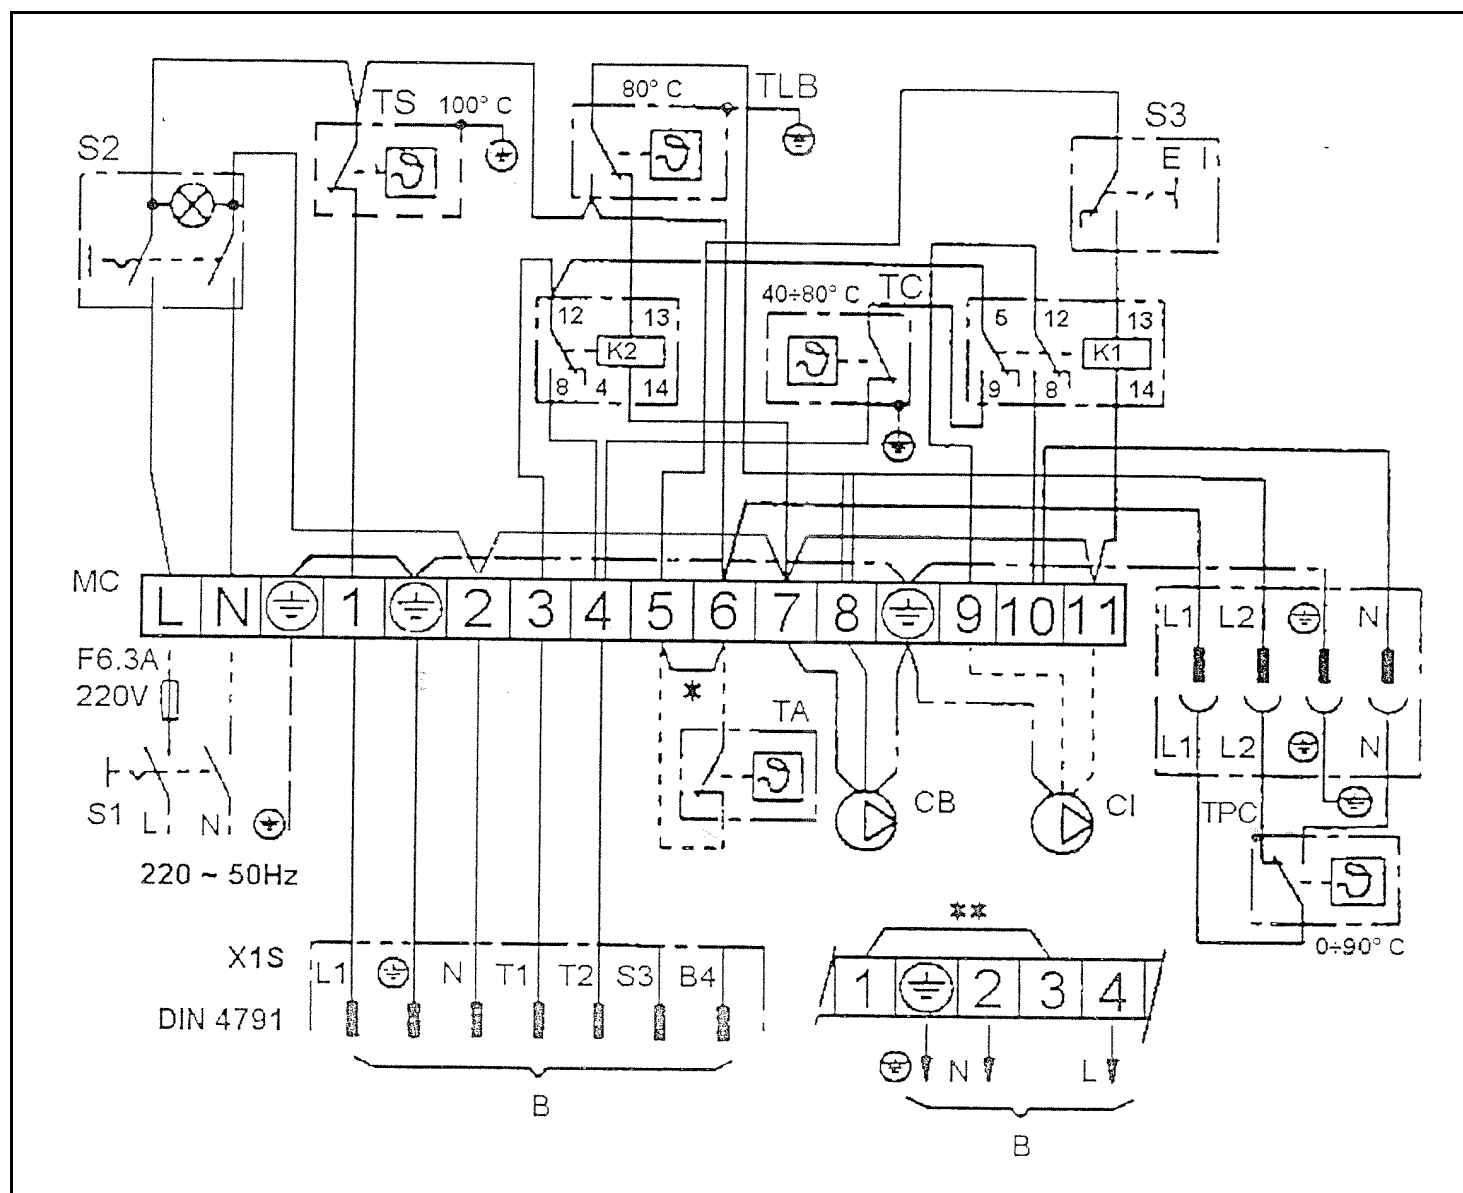 TS 100° C
80° C TLB
S3
S2
E I
TC
40÷80° C
12 13
K2
8 4 14
5 12 13
K1
9 8 14
MC
L N 1 2 3 4 5 6 7 8 9 10 11
L1 L2 N
F6.3A
220V
*
TA
L1 L2 N
CB
CI
TPC
S1 L N
220 ~ 50Hz
0÷90° C
**
X1S
L1 N T1 T2 S3 B4
1 2 3 4
DIN 4791
N L
B
B